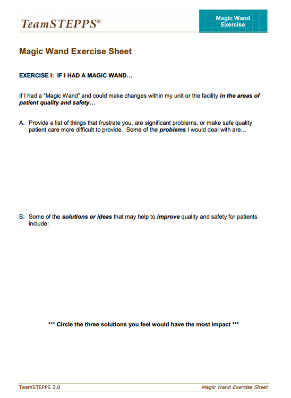 TeamSTEPPS®
Magic Wand
Exercise
Magic Wand Exercise Sheet
EXERCISE I: IF I HAD A MAGIC WAND…
If I had a "Magic Wand" and could make changes within my unit or the facility in the areas of
patient quality and safety…
A. Provide a list of things that frustrate you, are significant problems, or make safe quality
patient care more difficult to provide. Some of the problems I would deal with are…
B. Some of the solutions or ideas that may help to improve quality and safety for patients
include:
*** Circle the three solutions you feel would have the most impact ***
TeamSTEPPS 2.0
Magic Wand Exercise Sheet